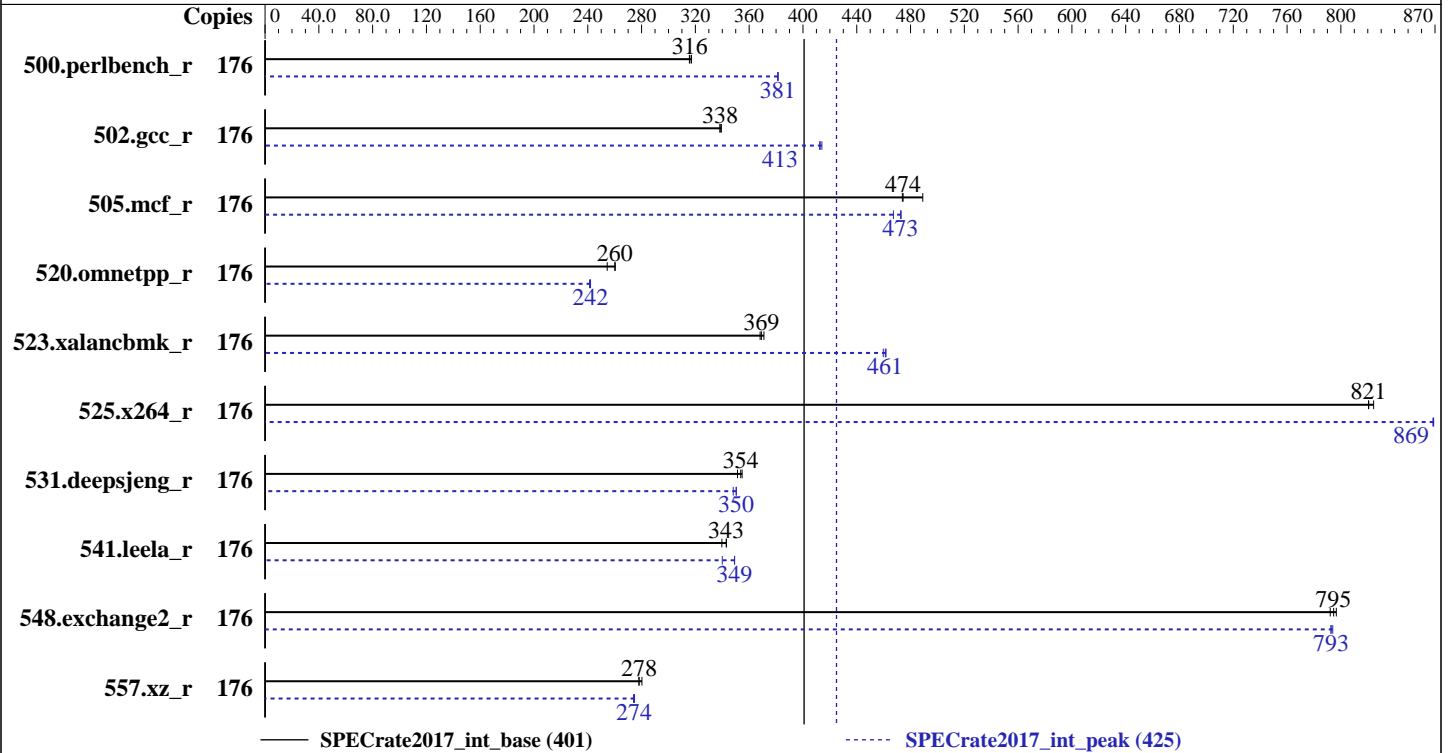 Copies 0 40.0 80.0 120 160 200 240 280 320 360 400 440 480 520 560 600 640 680 720 760 800 870
316
500.perlbench_r 176
381
338
502.gcc_r 176
413
474
505.mcf_r 176
473
260
520.omnetpp_r 176
242
369
523.xalancbmk_r 176
461
821
525.x264_r 176
869
354
531.deepsjeng_r 176
350
343
541.leela_r 176
349
795
548.exchange2_r 176
793
278
557.xz_r 176
274
SPECrate2017_int_base (401) SPECrate2017_int_peak (425)